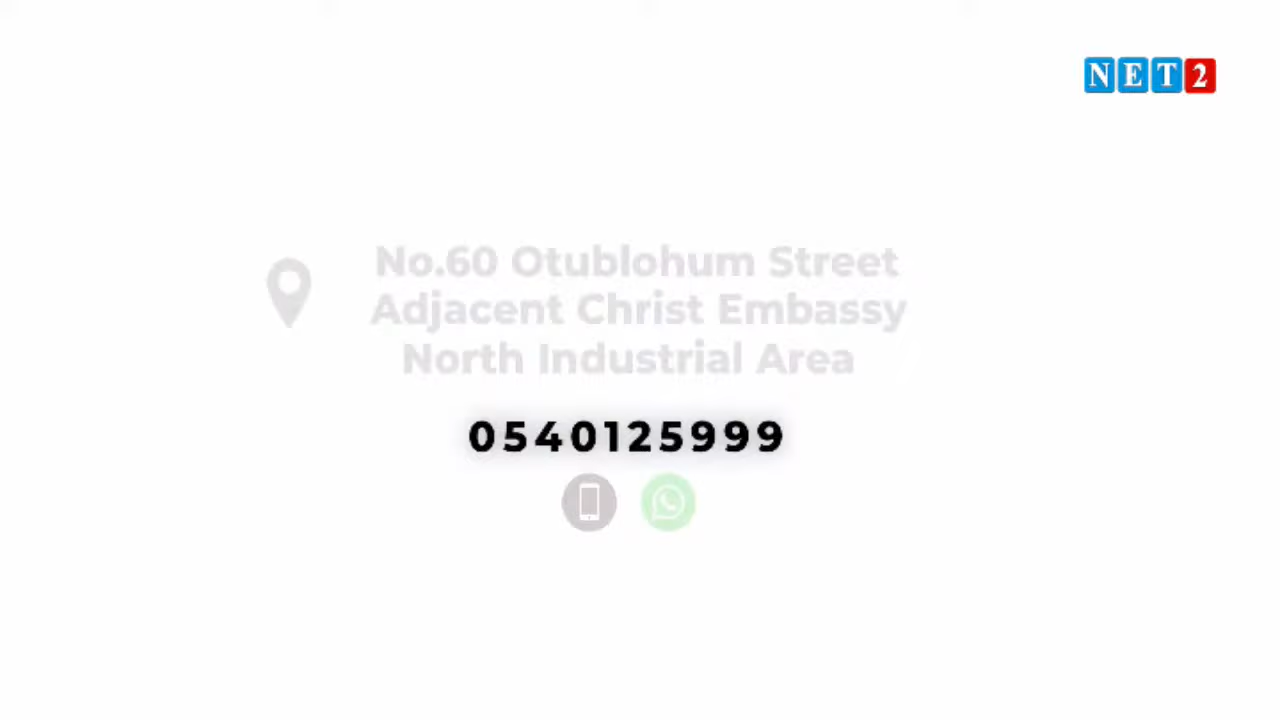 NET2
No.60 Otublohum Street
Adjacent Christ Embassy
North Industrial Area
0540125999